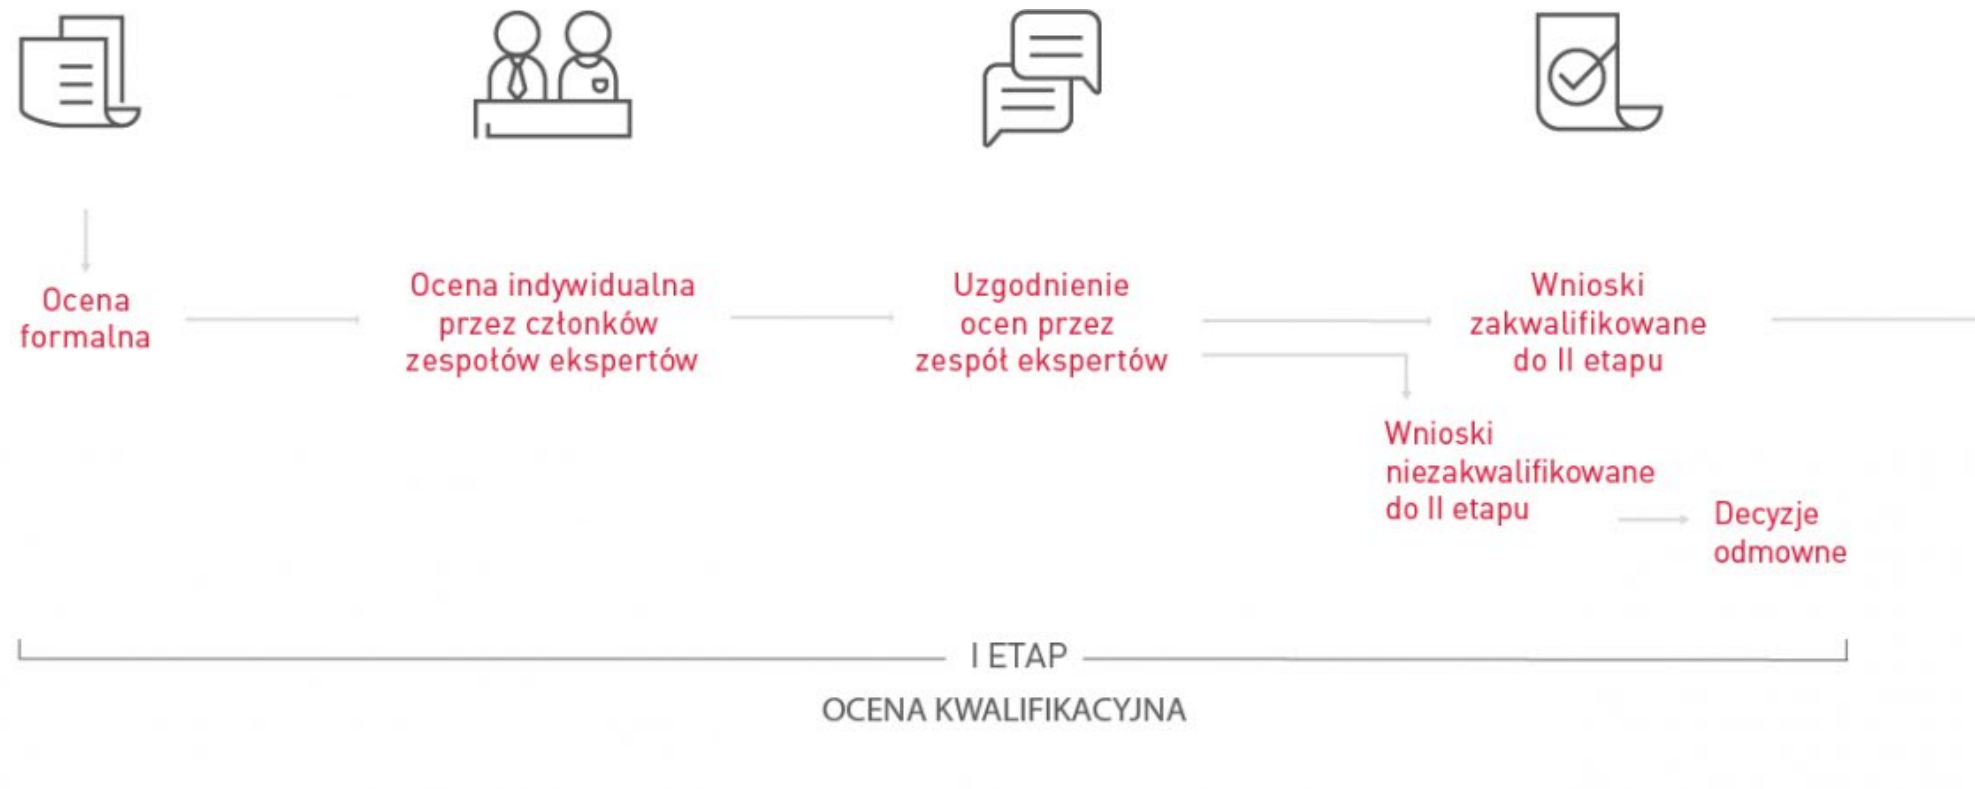 Ocena
formalna
Ocena indywidualna
przez członków
zespołów ekspertów
Uzgodnienie
ocen przez
zespół ekspertów
Wnioski
zakwalifikowane
do II etapu
Wnioski
niezakwalifikowane
do II etapu
Decyzje
odmowne
I ETAP
OCENA KWALIFIKACYJNA